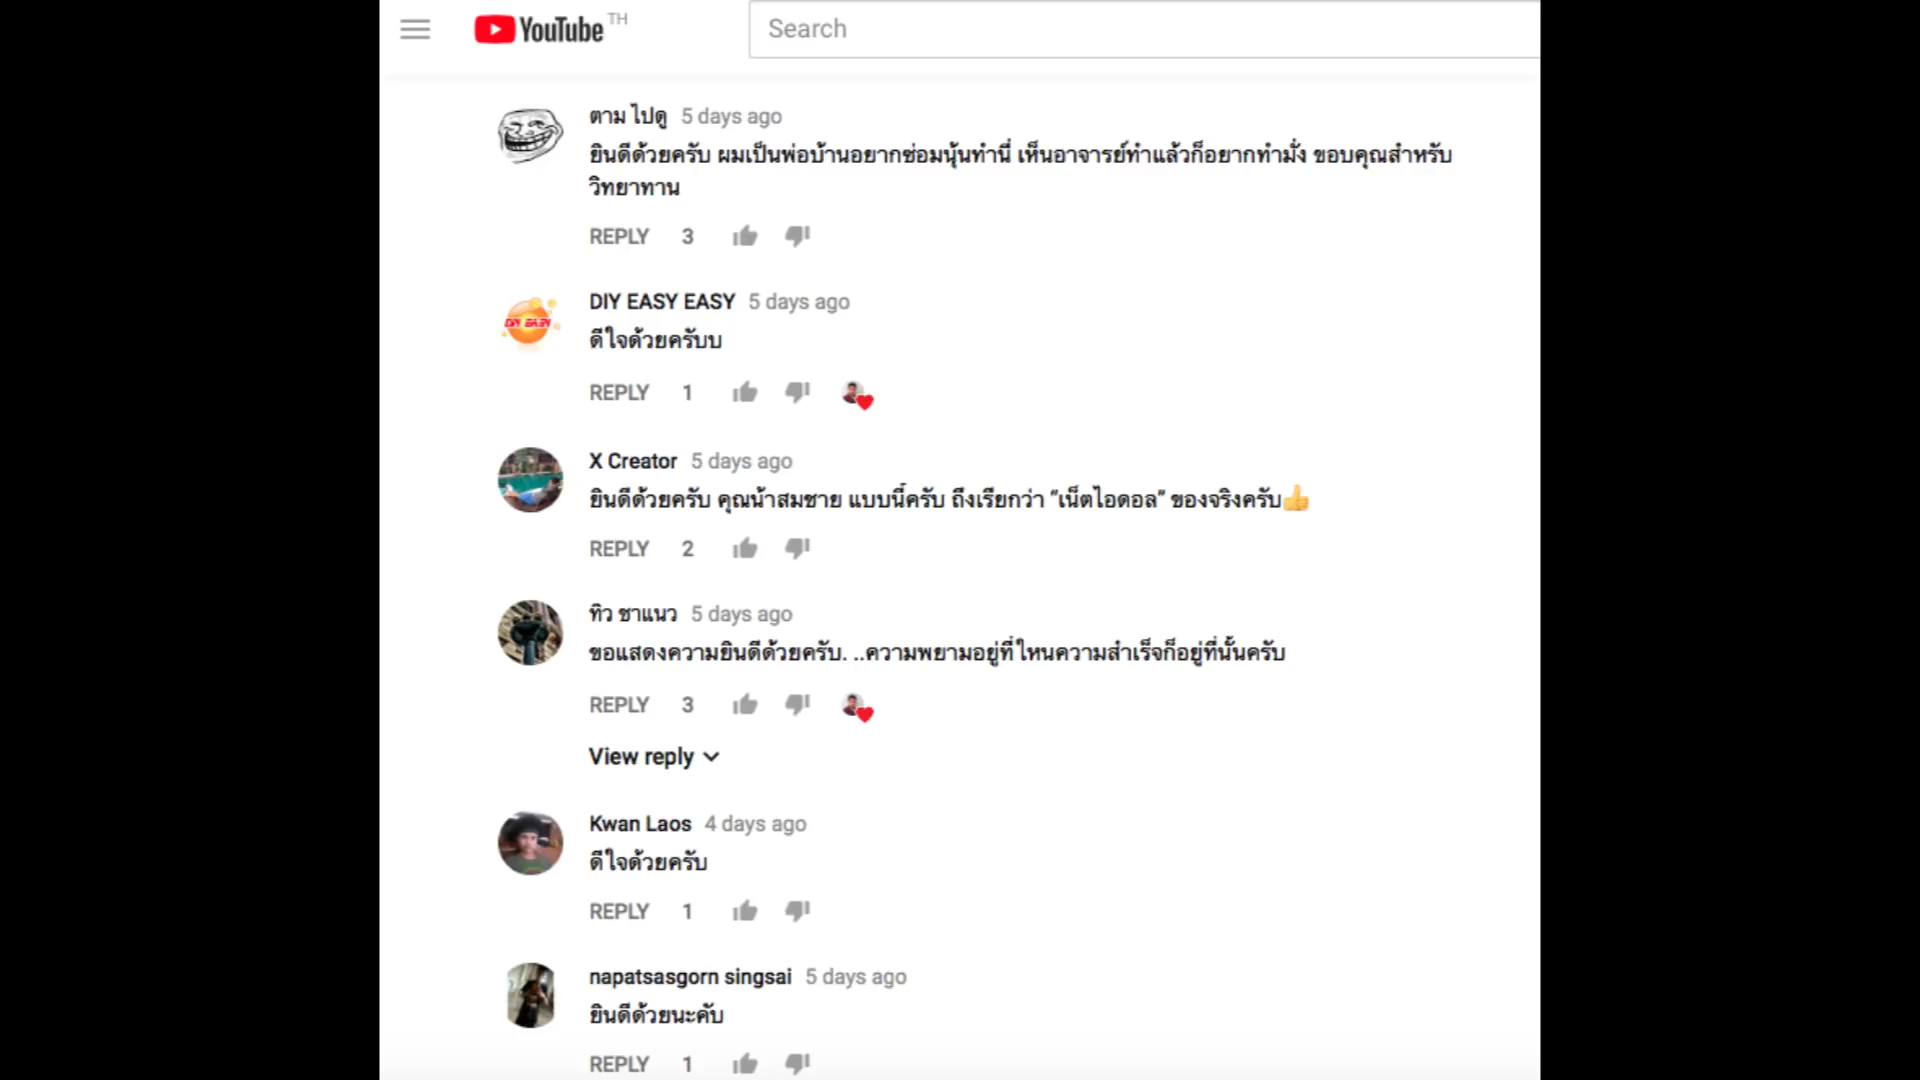 YouTube TH
Search
ตาม ไปดู 5 days ago
ยินดีด้วยครับ ผมเป็นพ่อบ้านอยากซ่อมนุ้นทำนี่ เห็นอาจารย์ทำแล้วก็อยากทำมั่ง ขอบคุณสำหรับ
วิทยาทาน
REPLY 3
DIY EASY EASY 5 days ago
DIY EASY
ดีใจด้วยครับบ
REPLY 1
X Creator 5 days ago
ยินดีด้วยครับ คุณน้าสมชาย แบบนี้ครับ ถึงเรียกว่า “เน็ตไอดอล” ของจริงครับ👍
REPLY 2
ทิว ชาแนว 5 days ago
ขอแสดงความยินดีด้วยครับ. ..ความพยามอยู่ที่ไหนความสำเร็จก็อยู่ที่นั้นครับ
REPLY 3
View reply
Kwan Laos 4 days ago
ดีใจด้วยครับ
REPLY 1
napatsasgorn singsai 5 days ago
ยินดีด้วยนะคับ
REPLY 1